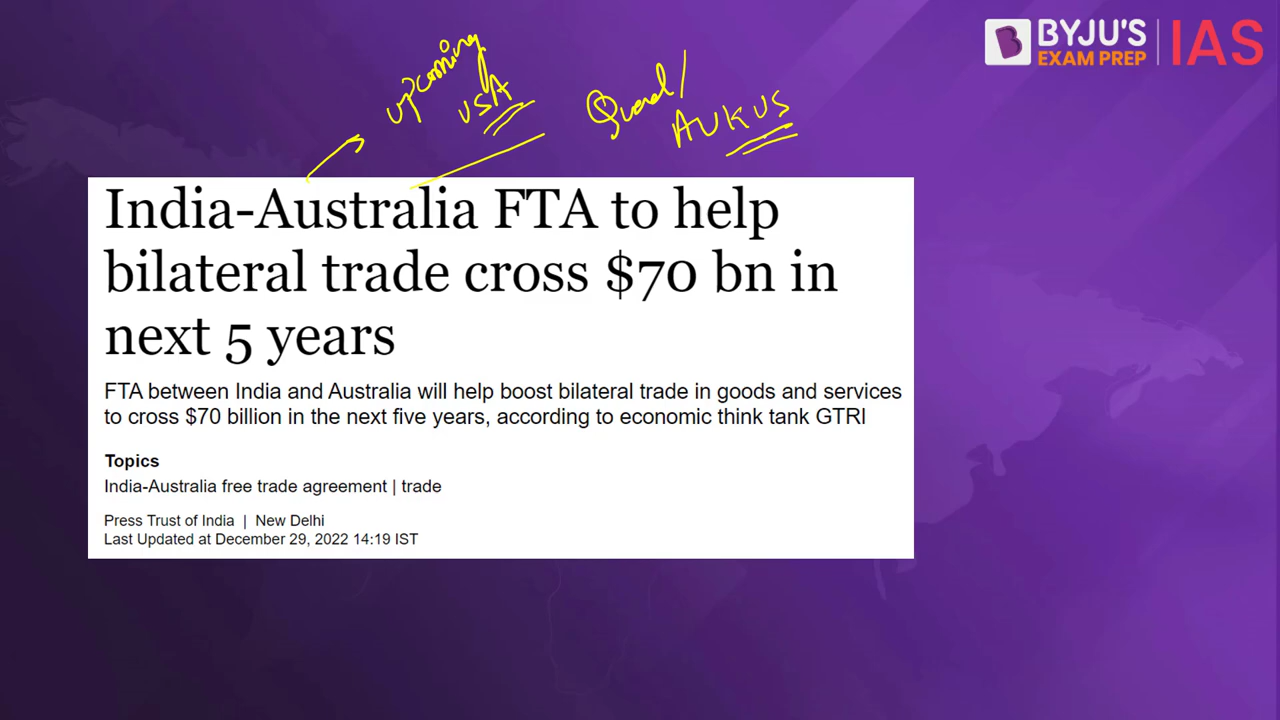 BYJU'S
EXAM PREP
IAS
upcoming
USA
Quad/
AUKUS
India-Australia FTA to help
bilateral trade cross $70 bn in
next 5 years
FTA between India and Australia will help boost bilateral trade in goods and services
to cross $70 billion in the next five years, according to economic think tank GTRI
Topics
India-Australia free trade agreement | trade
Press Trust of India | New Delhi
Last Updated at December 29, 2022 14:19 IST